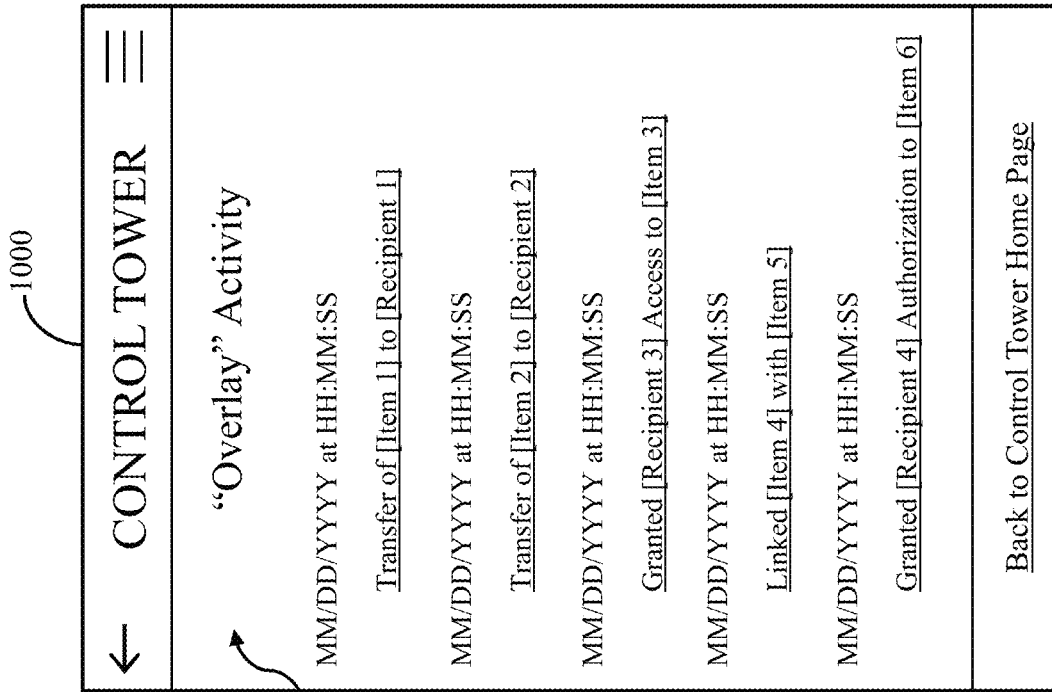 1000
CONTROL TOWER
“Overlay” Activity
MM/DD/YYYY at HH:MM:SS
Transfer of [Item 1] to [Recipient 1]
MM/DD/YYYY at HH:MM:SS
Transfer of [Item 2] to [Recipient 2]
MM/DD/YYYY at HH:MM:SS
Granted [Recipient 3] Access to [Item 3]
MM/DD/YYYY at HH:MM:SS
Linked [Item 4] with [Item 5]
MM/DD/YYYY at HH:MM:SS
Granted [Recipient 4] Authorization to [Item 6]
Back to Control Tower Home Page